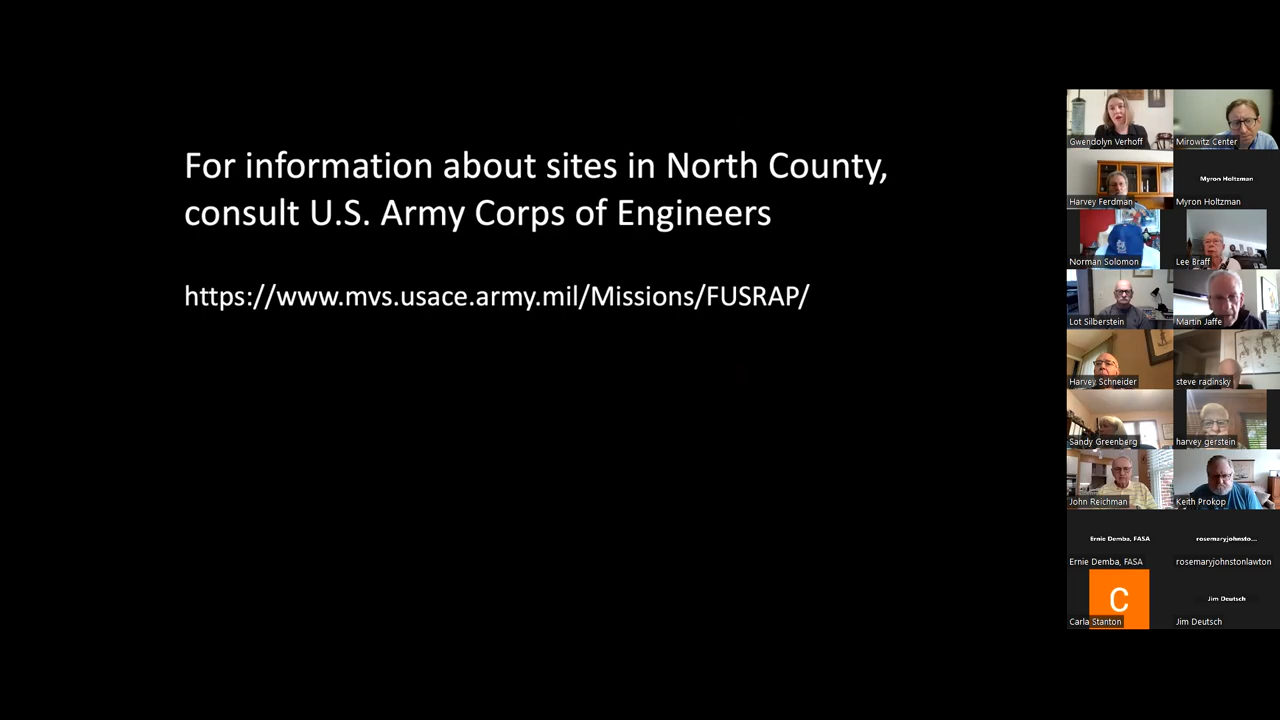 For information about sites in North County,
consult U.S. Army Corps of Engineers
https://www.mvs.usace.army.mil/Missions/FUSRAP/
Gwendolyn Verhoff
Mirowitz Center
Harvey Ferdman
Myron Holtzman
Myron Holtzman
Norman Solomon
Lee Braff
Lot Silberstein
Martin Jaffe
Harvey Schneider
steve radinsky
Sandy Greenberg
harvey gerstein
John Reichman
Keith Prokop
Ernie Demba, FASA
Ernie Demba, FASA
rosemaryjohnsto...
rosemaryjohnstonlawton
C
Carla Stanton
Jim Deutsch
Jim Deutsch